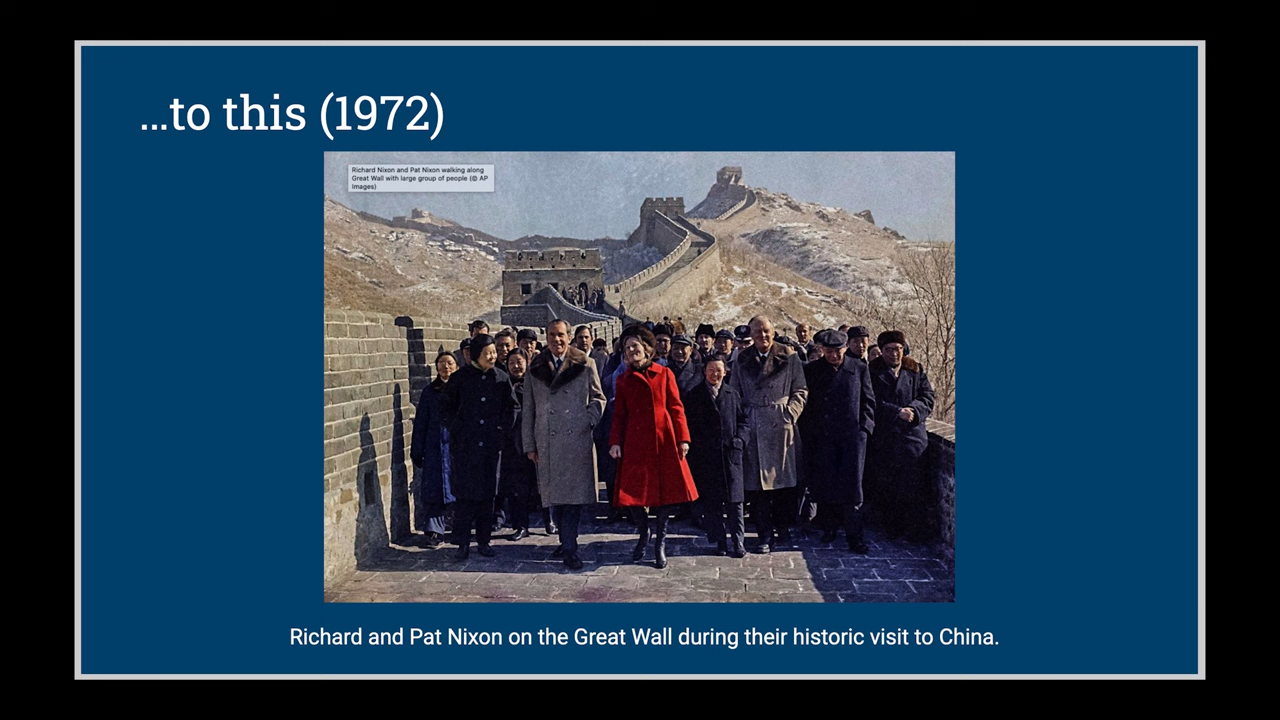 ...to this (1972)
Richard Nixon and Pat Nixon walking along
Great Wall with large group of people (© AP
Images)
Richard and Pat Nixon on the Great Wall during their historic visit to China.